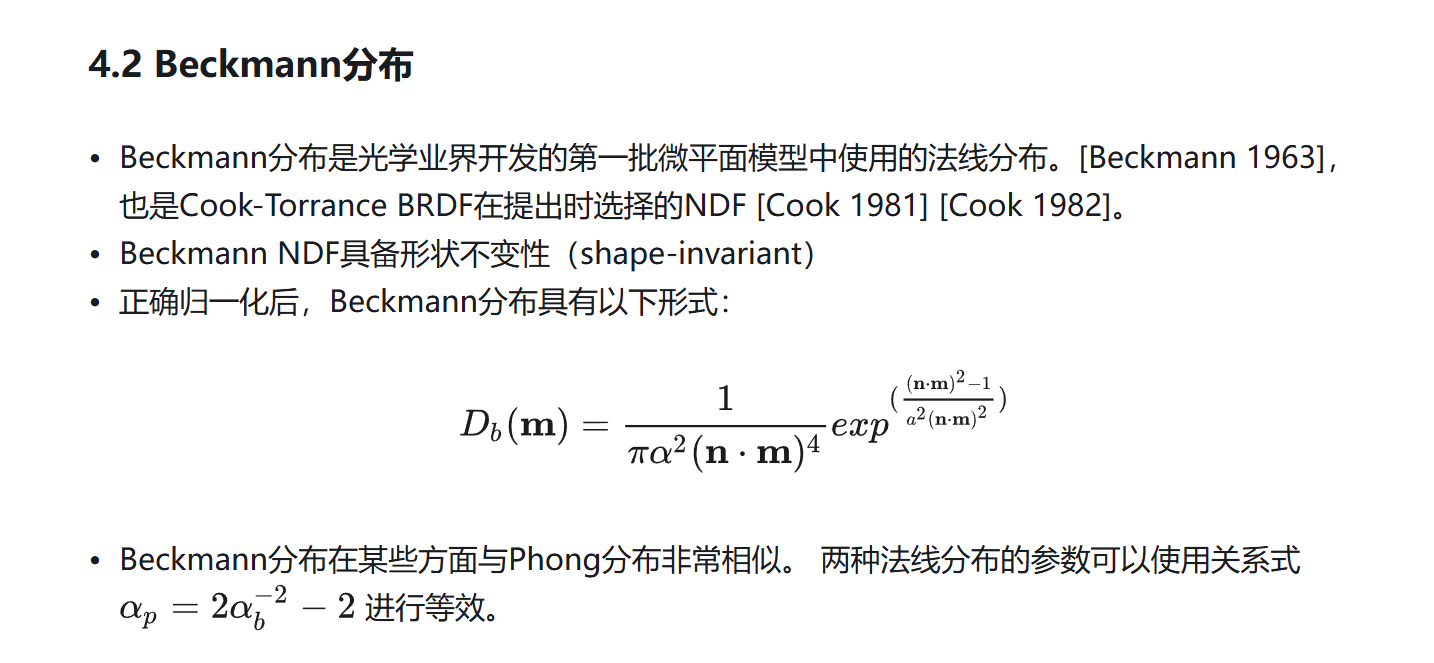 4.2 Beckmann分布
• Beckmann分布是光学业界开发的第一批微平面模型中使用的法线分布。[Beckmann 1963]，
也是Cook-Torrance BRDF在提出时选择的NDF [Cook 1981] [Cook 1982]。
• Beckmann NDF具备形状不变性（shape-invariant）
• 正确归一化后，Beckmann分布具有以下形式：
$D_b(\mathbf{m}) = \frac{1}{\pi\alpha^2(\mathbf{n}\cdot\mathbf{m})^4} exp^{(\frac{(\mathbf{n}\cdot\mathbf{m})^2-1}{a^2(\mathbf{n}\cdot\mathbf{m})^2})}$
• Beckmann分布在某些方面与Phong分布非常相似。 两种法线分布的参数可以使用关系式
$\alpha_p = 2\alpha_b^{-2} - 2$ 进行等效。